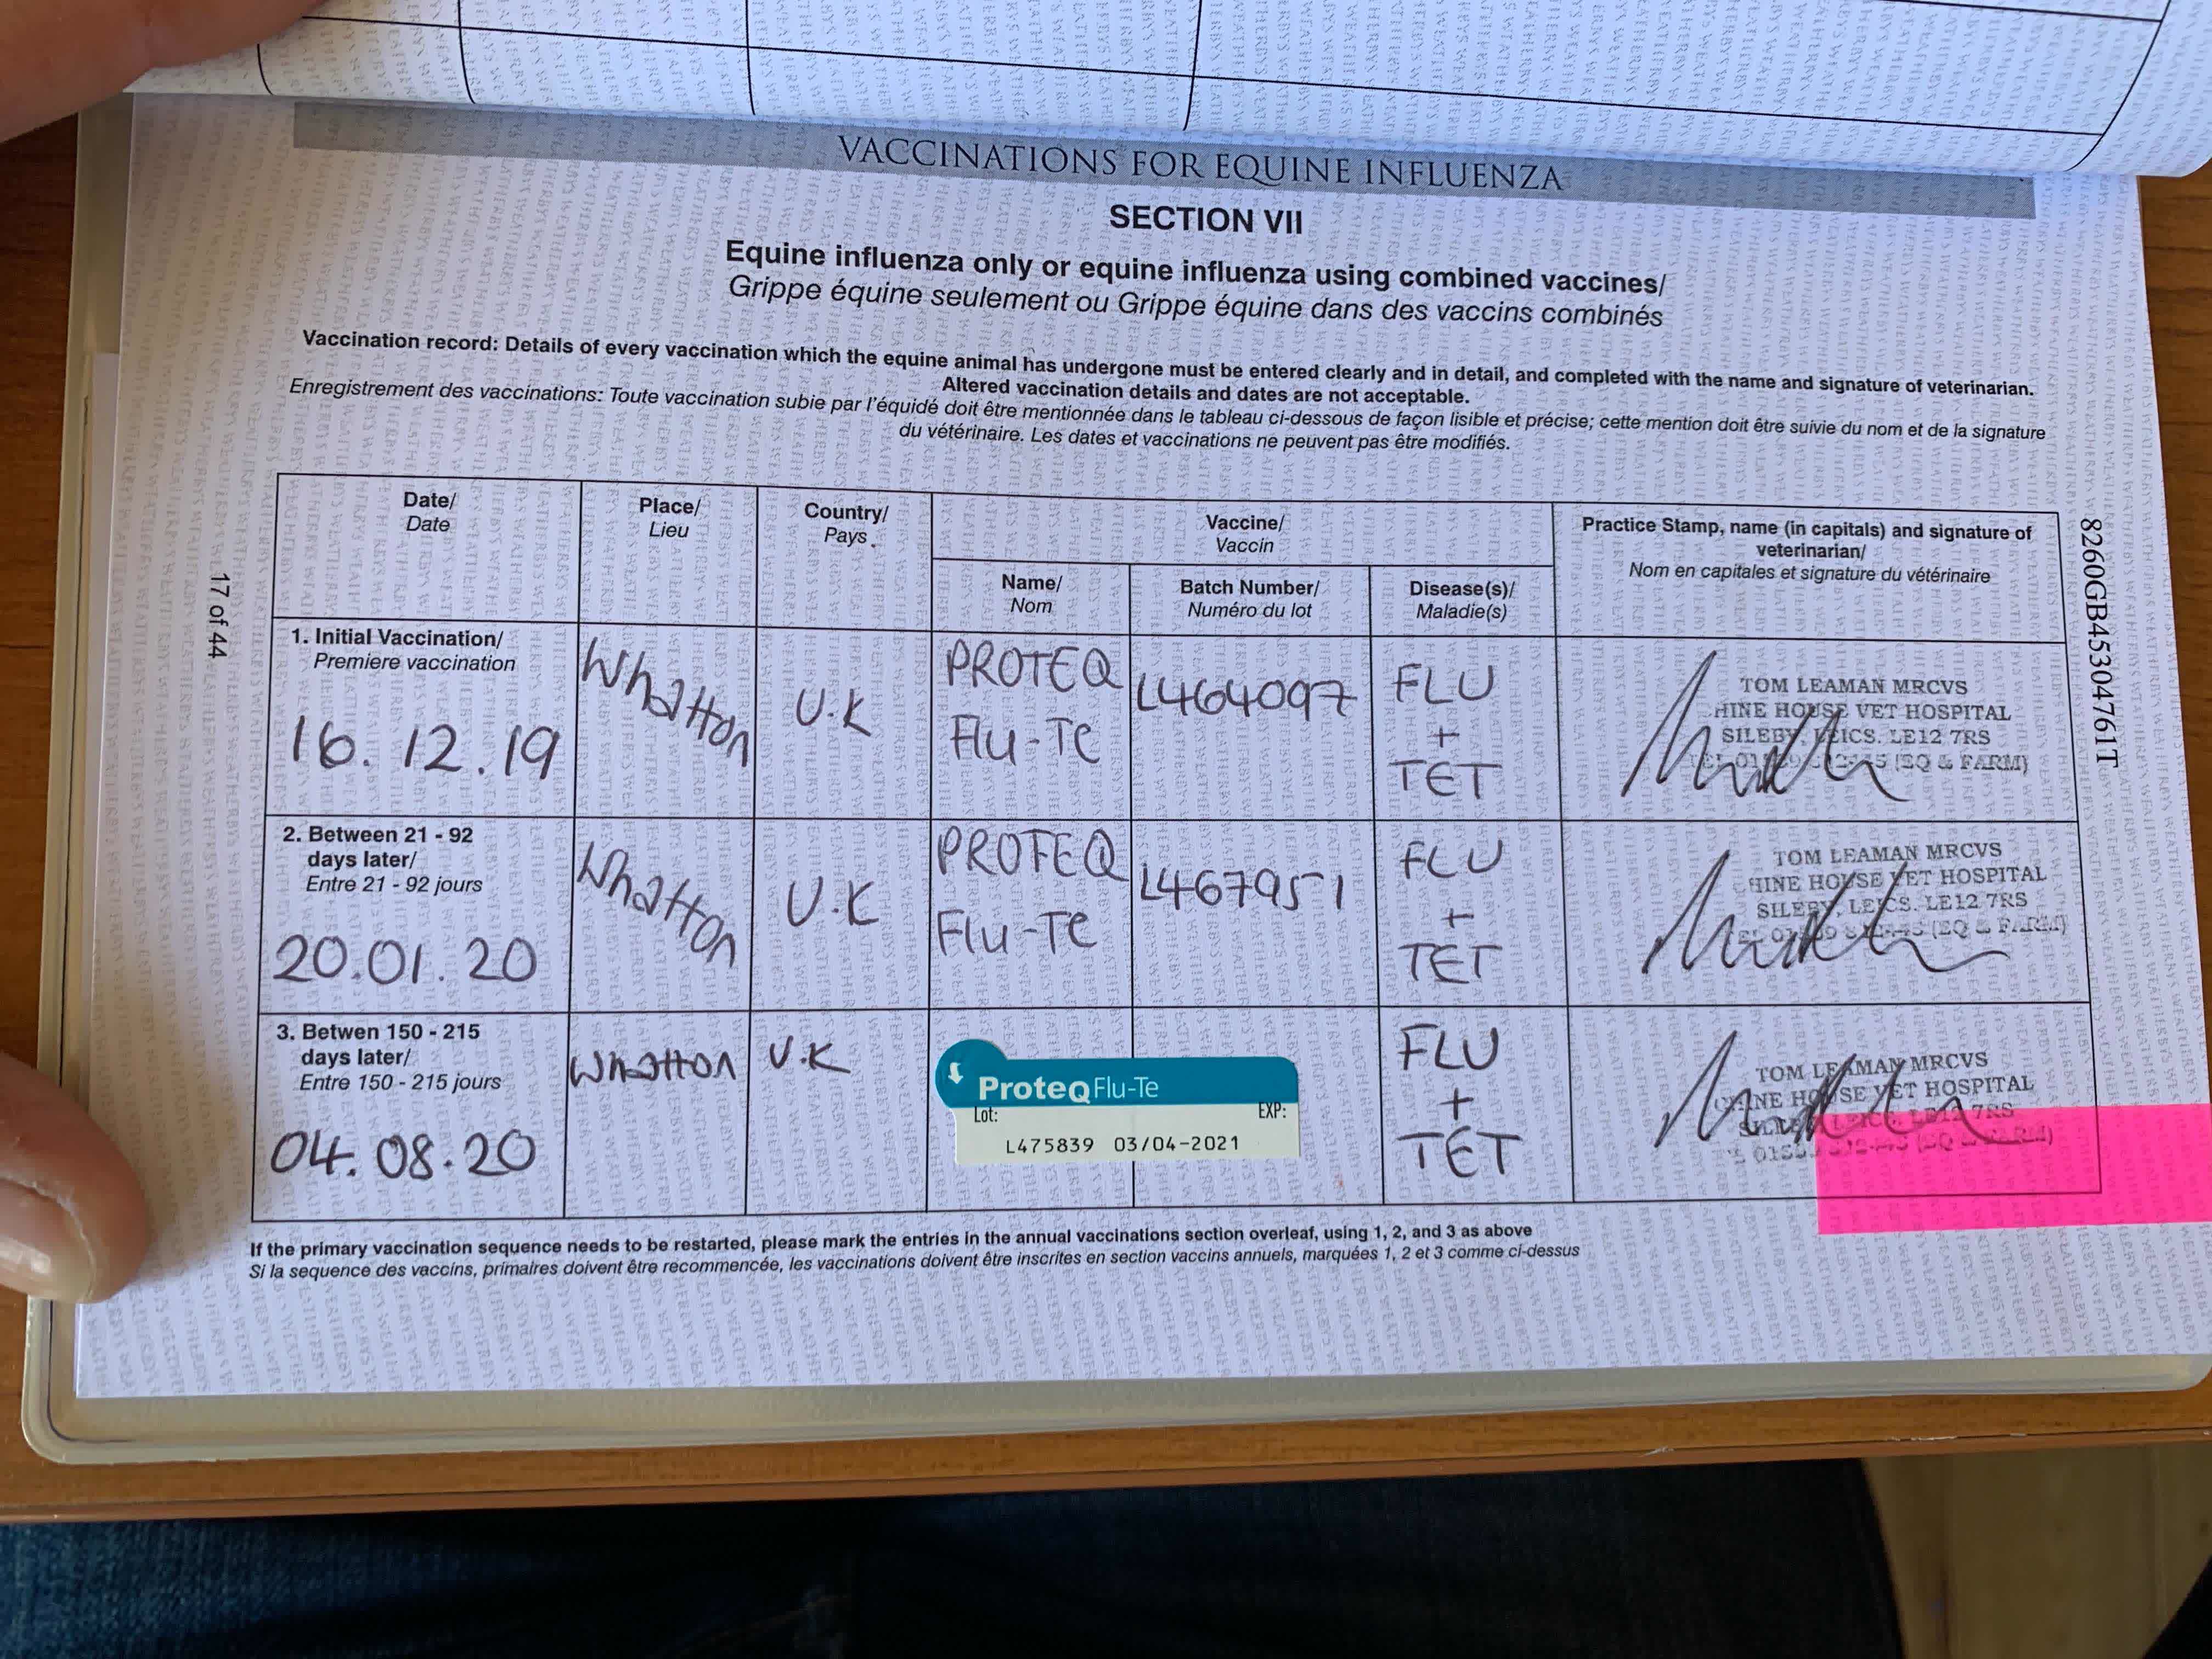 VACCINATIONS FOR EQUINE INFLUENZA
SECTION VII
Equine influenza only or equine influenza using combined vaccines/
Grippe équine seulement ou Grippe équine dans des vaccins combinés
Vaccination record: Details of every vaccination which the equine animal has undergone must be entered clearly and in detail, and completed with the name and signature of veterinarian.
Altered vaccination details and dates are not acceptable.
Enregistrement des vaccinations: Toute vaccination subie par l'équidé doit être mentionnée dans le tableau ci-dessous de façon lisible et précise; cette mention doit être suivie du nom et de la signature
du vétérinaire. Les dates et vaccinations ne peuvent pas être modifiés.
Date/
Date
Place/
Lieu
Country/
Pays
Vaccine/
Vaccin
Name/
Nom
Batch Number/
Numéro du lot
Disease(s)/
Maladie(s)
Practice Stamp, name (in capitals) and signature of
veterinarian/
Nom en capitales et signature du vétérinaire
1. Initial Vaccination/
Premiere vaccination
16.12.19
Whatton
U.K
PROTEQ
Flu-Te
L464097
FLU
+
TET
TOM LEAMAN MRCVS
HINE HOUSE VET HOSPITAL
SILEBY, LEICS. LE12 7RS
(EQ & FARM)
2. Between 21 - 92
days later/
Entre 21 - 92 jours
20.01.20
Whatton
U.K
PROTEQ
Flu-Te
L467951
FLU
+
TET
TOM LEAMAN MRCVS
HINE HOUSE VET HOSPITAL
SILEBY, LEICS. LE12 7RS
(EQ & FARM)
3. Betwen 150 - 215
days later/
Entre 150 - 215 jours
04.08.20
Whatton
U.K
ProteqFlu-Te
Lot: EXP:
L475839 03/04-2021
FLU
+
TET
TOM LEAMAN MRCVS
HINE HOUSE VET HOSPITAL
7RS
If the primary vaccination sequence needs to be restarted, please mark the entries in the annual vaccinations section overleaf, using 1, 2, and 3 as above
Si la sequence des vaccins, primaires doivent être recommencée, les vaccinations doivent être inscrites en section vaccins annuels, marquées 1, 2 et 3 comme ci-dessus
17 of 44
8260GB45304761T